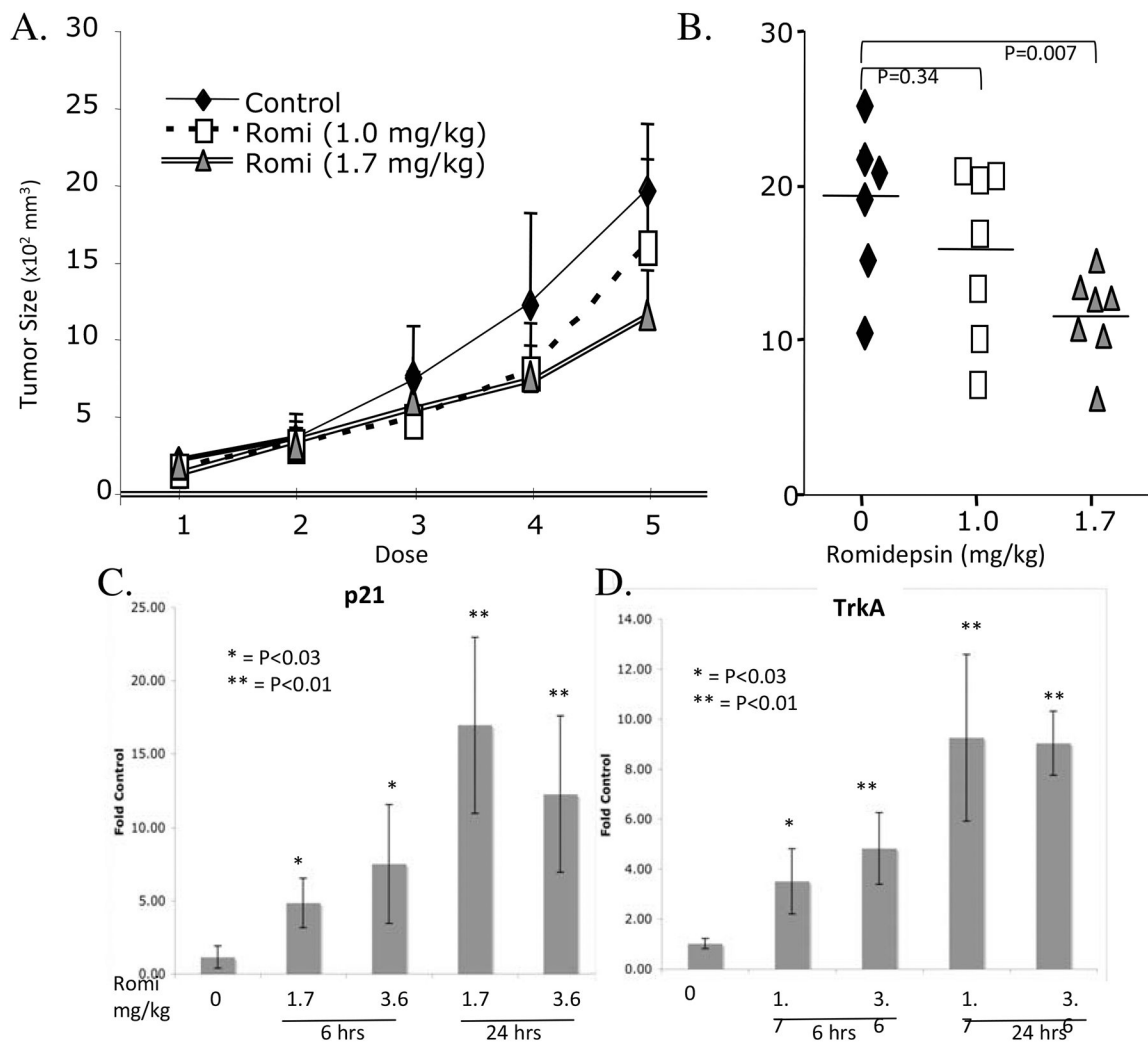 A.
30
25
20
15
10
5
0
Tumor Size (x10² mm³)
Control
Romi (1.0 mg/kg)
Romi (1.7 mg/kg)
1 2 3 4 5
Dose
B.
30
20
10
0
P=0.007
P=0.34
0 1.0 1.7
Romidepsin (mg/kg)
C.
p21
25.00
20.00
15.00
10.00
5.00
0.00
Fold Control
* = P<0.03
** = P<0.01
*
*
**
**
Romi
mg/kg
0 1.7 3.6 1.7 3.6
6 hrs 24 hrs
D.
TrkA
14.00
12.00
10.00
8.00
6.00
4.00
2.00
0.00
Fold Control
* = P<0.03
** = P<0.01
*
**
**
**
0 1. 3. 1. 3.
7 6 7 6
6 hrs 24 hrs